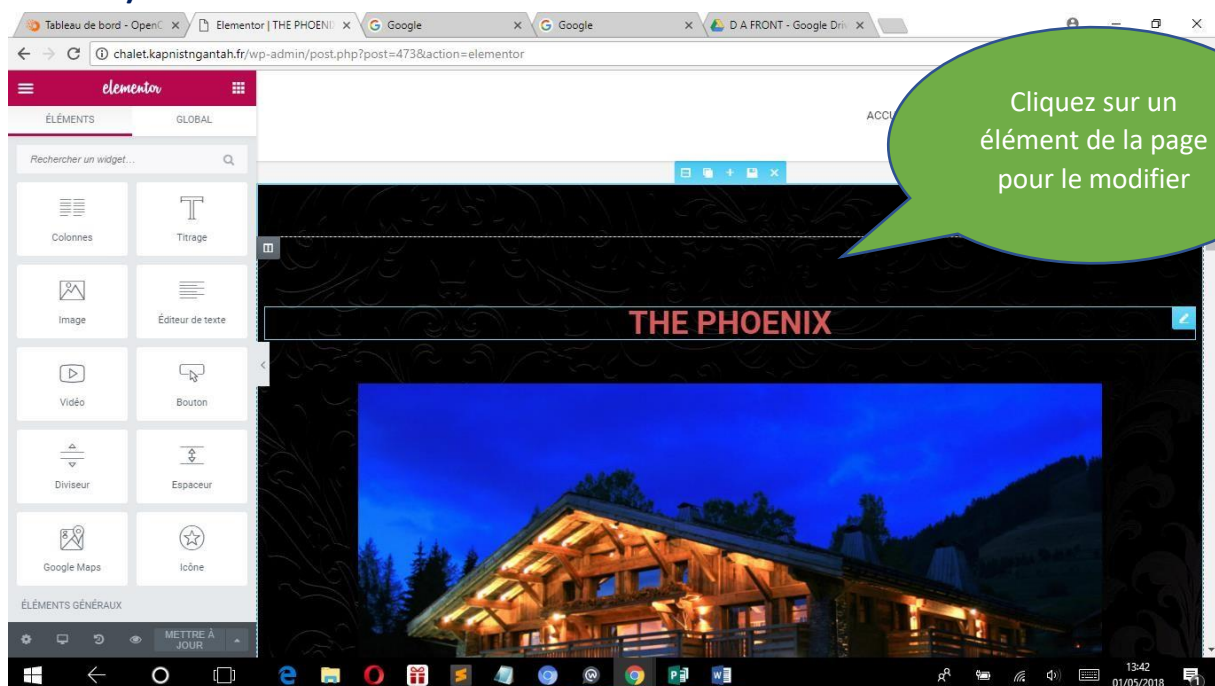 Tableau de bord - OpenC
Elementor | THE PHOENI
Google
Google
D A FRONT - Google Dri
chalet.kapnistngantah.fr/wp-admin/post.php?post=473&action=elementor
elementor
ÉLÉMENTS
GLOBAL
ACCU
Cliquez sur un
élément de la page
pour le modifier
Rechercher un widget...
Colonnes
Titrage
Image
Éditeur de texte
THE PHOENIX
Vidéo
Bouton
Diviseur
Espaceur
Google Maps
Icône
ÉLÉMENTS GÉNÉRAUX
METTRE À
JOUR
13:42
01/05/2018